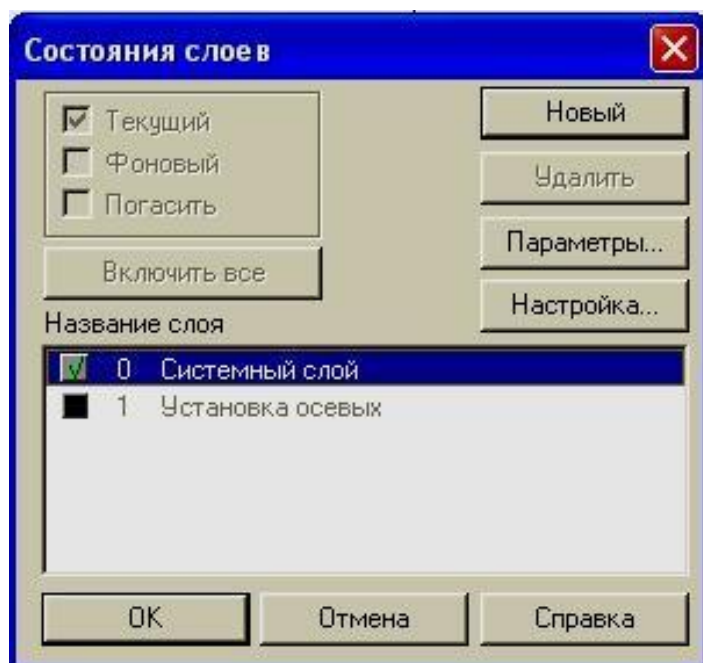 Состояния слоев
Текущий
Фоновый
Погасить
Включить все
Новый
Удалить
Параметры...
Настройка...
Название слоя
0 Системный слой
1 Установка осевых
OK
Отмена
Справка